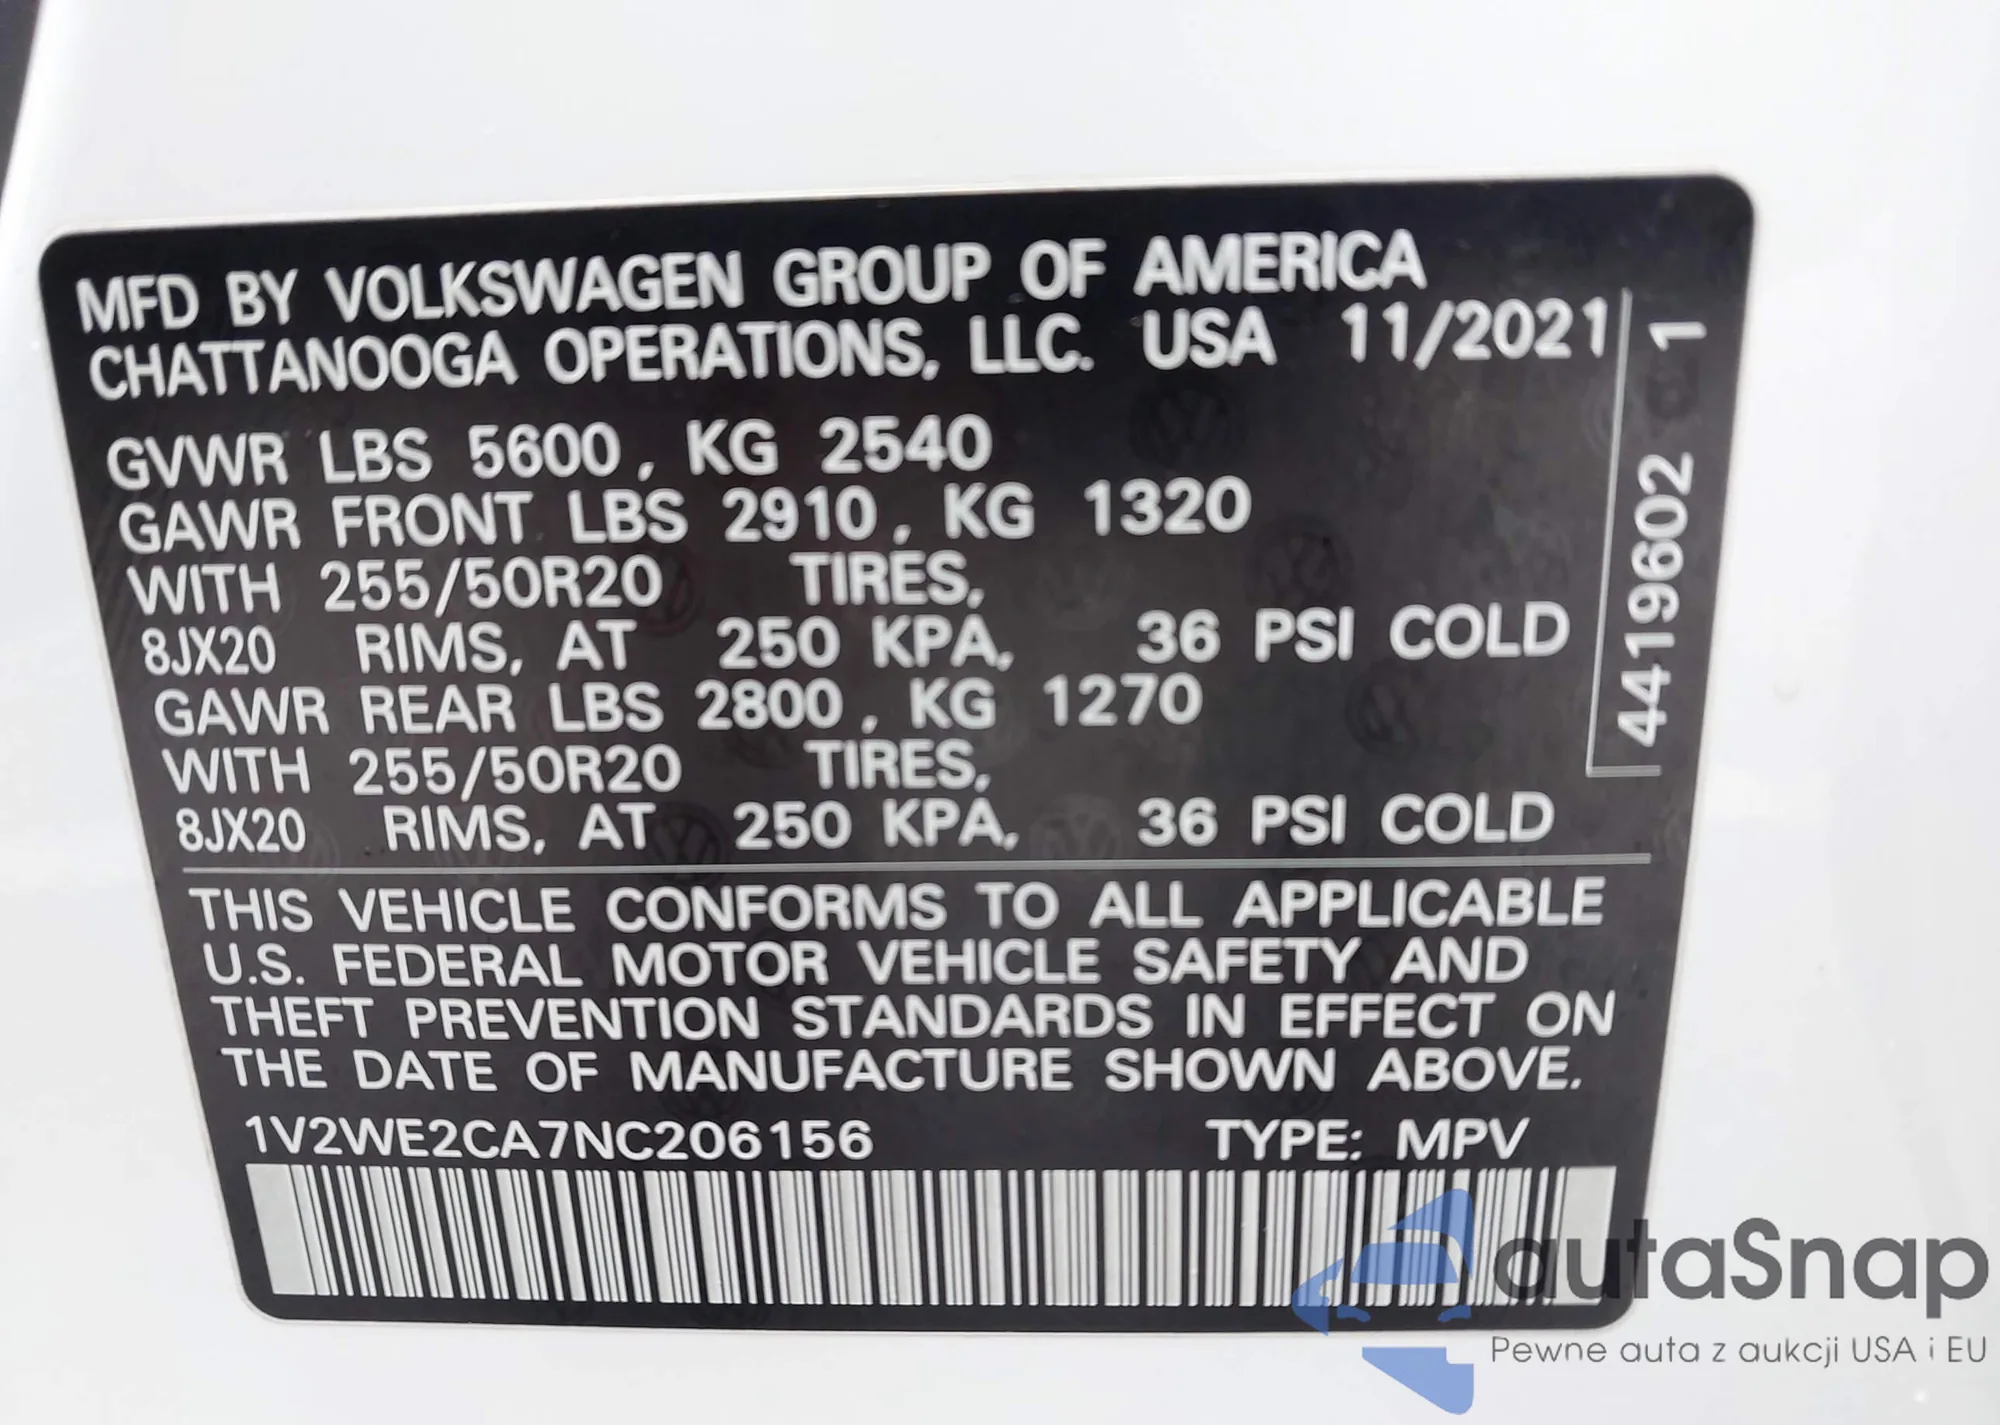 MFD BY VOLKSWAGEN GROUP OF AMERICA
CHATTANOOGA OPERATIONS, LLC. USA 11/2021
GVWR LBS 5600, KG 2540
GAWR FRONT LBS 2910, KG 1320
WITH 255/50R20 TIRES,
8JX20 RIMS, AT 250 KPA, 36 PSI COLD
GAWR REAR LBS 2800, KG 1270
WITH 255/50R20 TIRES,
8JX20 RIMS, AT 250 KPA, 36 PSI COLD
4419602 1
THIS VEHICLE CONFORMS TO ALL APPLICABLE
U.S. FEDERAL MOTOR VEHICLE SAFETY AND
THEFT PREVENTION STANDARDS IN EFFECT ON
THE DATE OF MANUFACTURE SHOWN ABOVE.
1V2WE2CA7NC206156 TYPE: MPV
autaSnap
Pewne auta z aukcji USA i EU